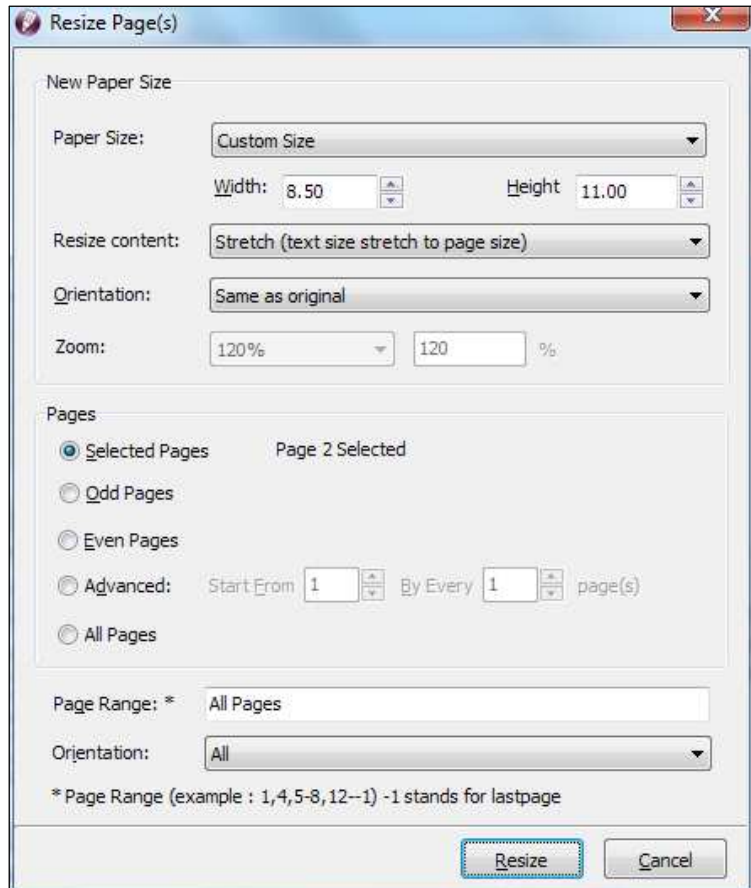 Resize Page(s)
New Paper Size
Paper Size: Custom Size
Width: 8.50 Height 11.00
Resize content: Stretch (text size stretch to page size)
Orientation: Same as original
Zoom: 120% 120 %
Pages
Selected Pages Page 2 Selected
Odd Pages
Even Pages
Advanced: Start From 1 By Every 1 page(s)
All Pages
Page Range: * All Pages
Orientation: All
* Page Range (example : 1,4,5-8,12--1) -1 stands for lastpage
Resize Cancel